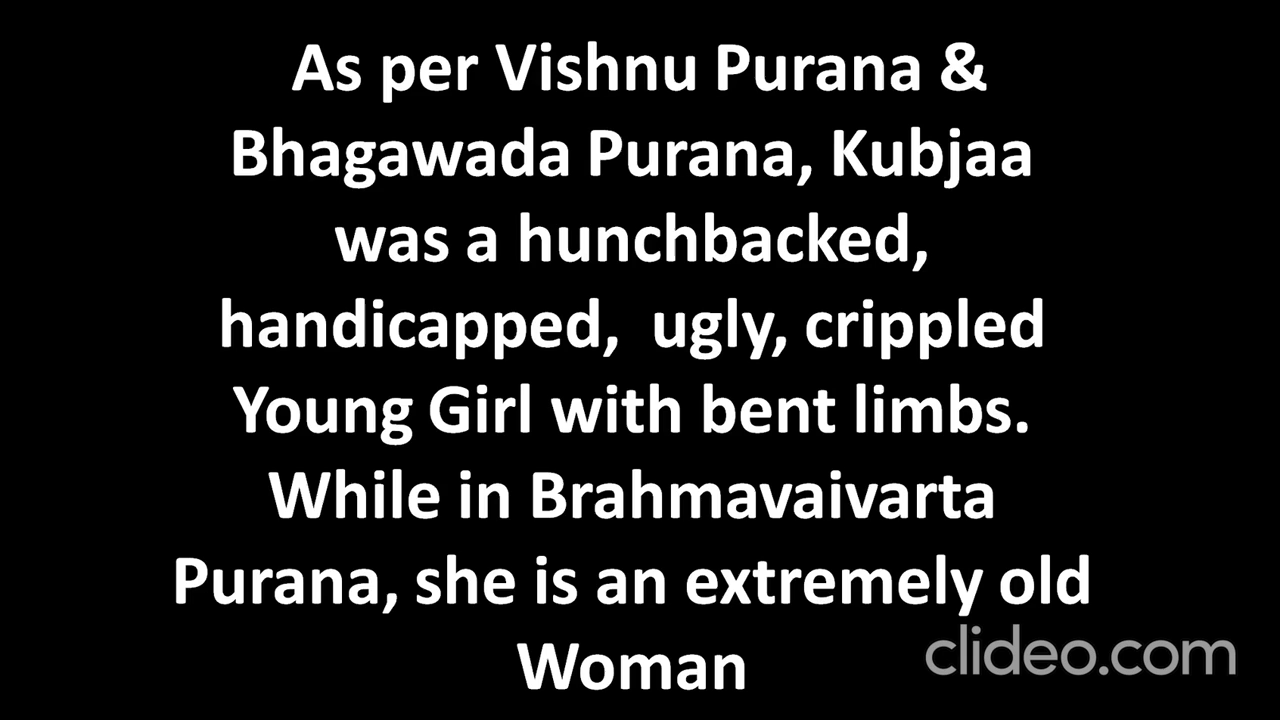 As per Vishnu Purana &
Bhagawada Purana, Kubjaa
was a hunchbacked,
handicapped,  ugly, crippled
Young Girl with bent limbs.
While in Brahmavaivarta
Purana, she is an extremely old
Woman
clideo.com